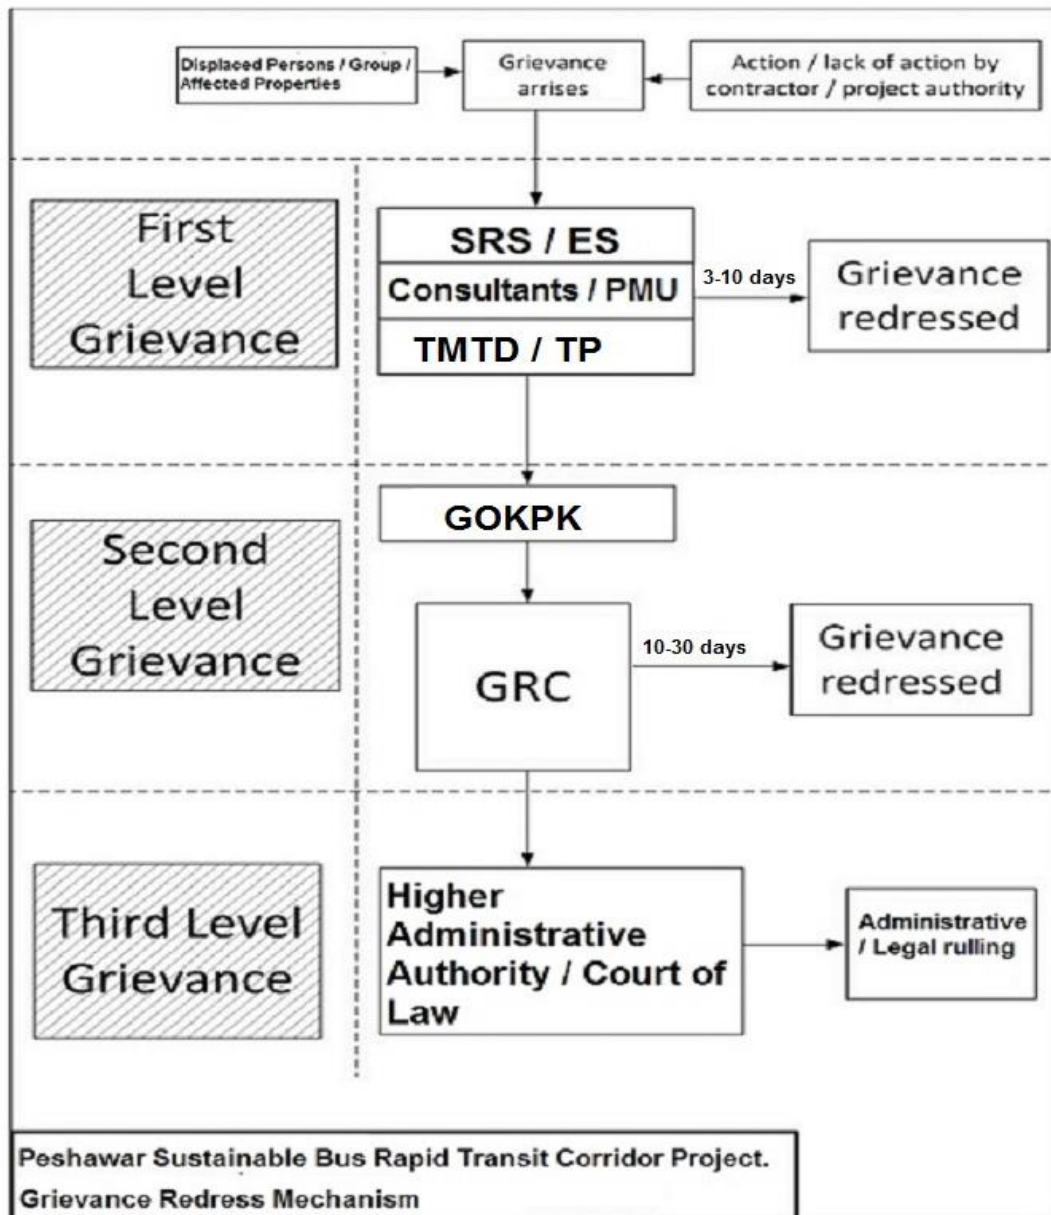 Displaced Persons / Group /
Affected Properties
Grievance
arrises
Action / lack of action by
contractor / project authority
First
Level
Grievance
SRS / ES
Consultants / PMU
TMTD / TP
3-10 days
Grievance
redressed
Second
Level
Grievance
GOKPK
GRC
10-30 days
Grievance
redressed
Third Level
Grievance
Higher
Administrative
Authority / Court of
Law
Administrative
/ Legal rulling
Peshawar Sustainable Bus Rapid Transit Corridor Project.
Grievance Redress Mechanism